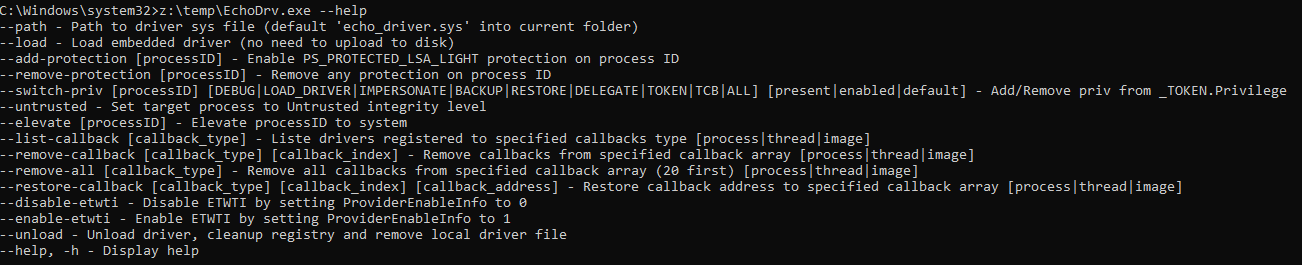 C:\Windows\system32>z:\temp\EchoDrv.exe --help
--path - Path to driver sys file (default 'echo_driver.sys' into current folder)
--load - Load embedded driver (no need to upload to disk)
--add-protection [processID] - Enable PS_PROTECTED_LSA_LIGHT protection on process ID
--remove-protection [processID] - Remove any protection on process ID
--switch-priv [processID] [DEBUG|LOAD_DRIVER|IMPERSONATE|BACKUP|RESTORE|DELEGATE|TOKEN|TCB|ALL] [present|enabled|default] - Add/Remove priv from _TOKEN.Privilege
--untrusted - Set target process to Untrusted integrity level
--elevate [processID] - Elevate processID to system
--list-callback [callback_type] - Liste drivers registered to specified callbacks type [process|thread|image]
--remove-callback [callback_type] [callback_index] - Remove callbacks from specified callback array [process|thread|image]
--remove-all [callback_type] - Remove all callbacks from specified callback array (20 first) [process|thread|image]
--restore-callback [callback_type] [callback_index] [callback_address] - Restore callback address to specified callback array [process|thread|image]
--disable-etwti - Disable ETWTI by setting ProviderEnableInfo to 0
--enable-etwti - Enable ETWTI by setting ProviderEnableInfo to 1
--unload - Unload driver, cleanup registry and remove local driver file
--help, -h - Display help